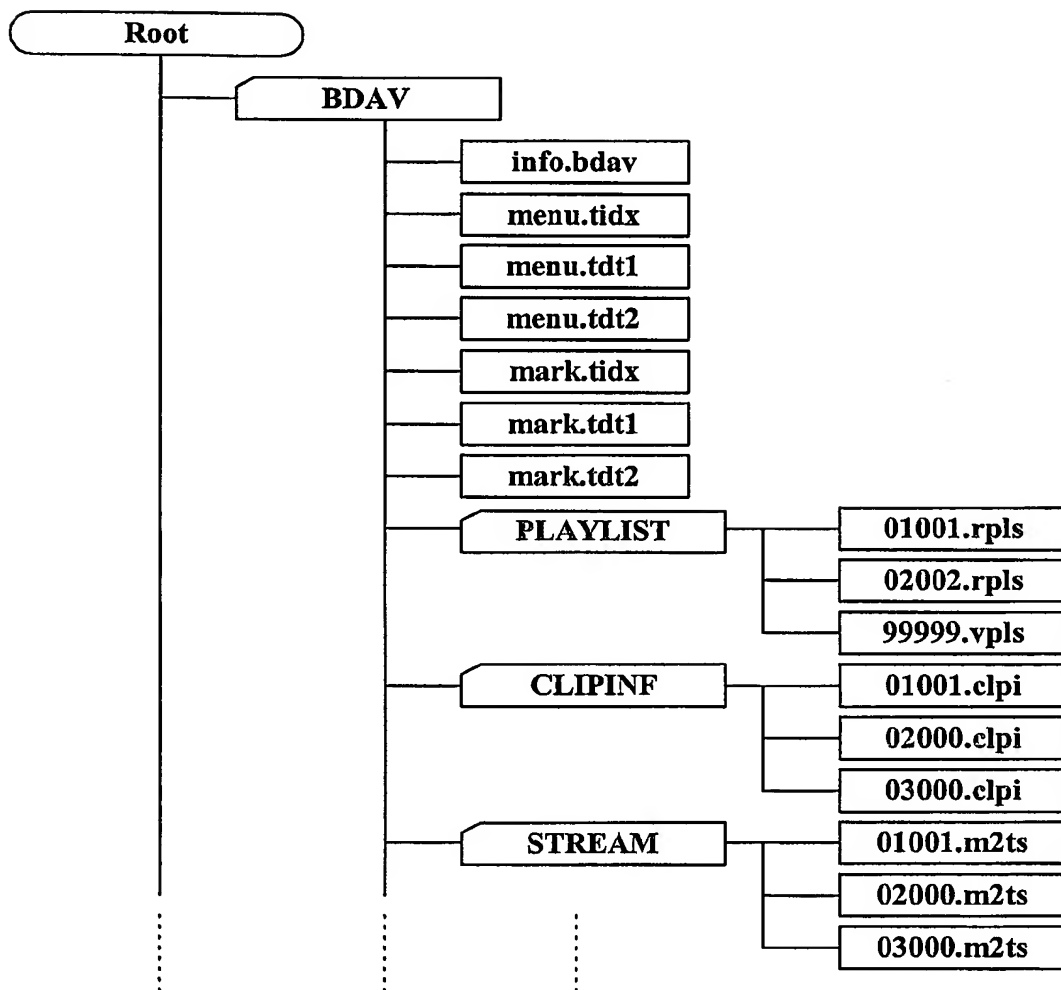 Root
BDAV
info.bdav
menu.tidx
menu.tdt1
menu.tdt2
mark.tidx
mark.tdt1
mark.tdt2
PLAYLIST
01001.rpls
02002.rpls
99999.vpls
CLIPINF
01001.clpi
02000.clpi
03000.clpi
STREAM
01001.m2ts
02000.m2ts
03000.m2ts